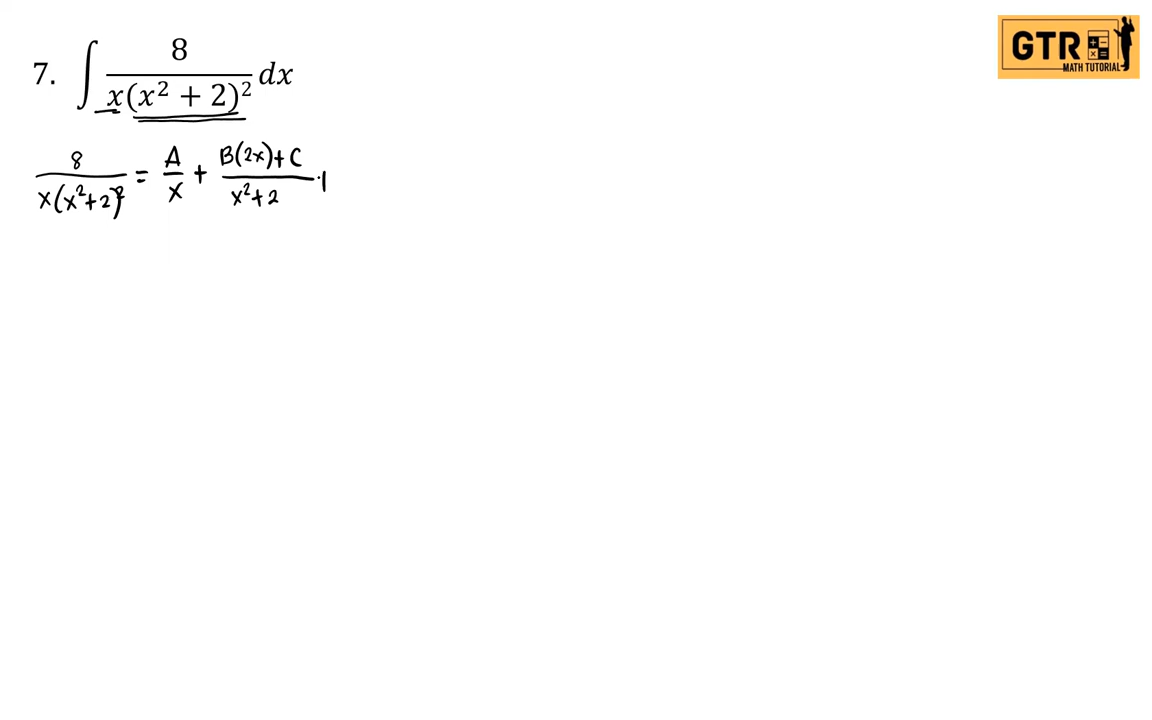 7. ∫ 8 / x(x² + 2)² dx
GTR
MATH TUTORIAL
8 / x(x²+2)² = A / x + B(2x)+C / x²+2 +